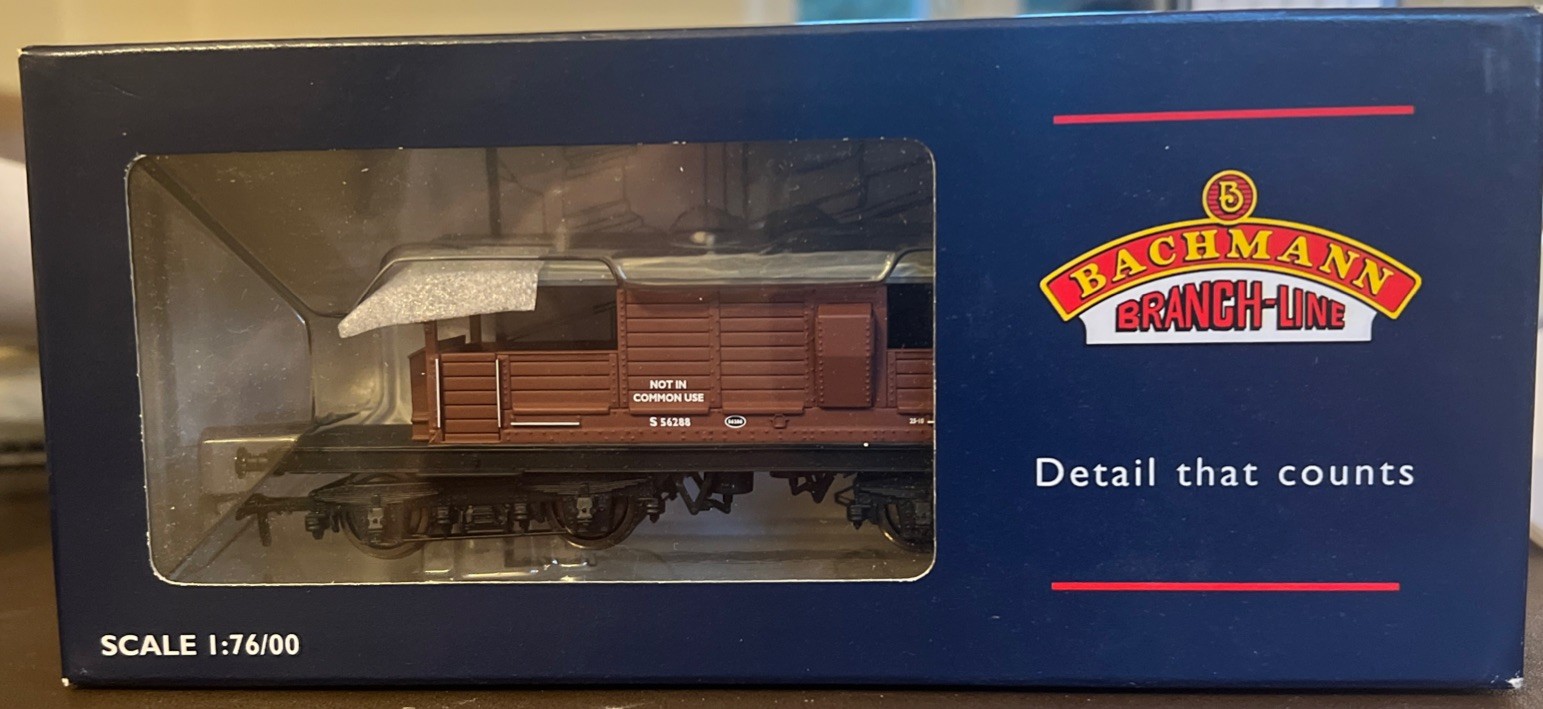 B
BACHMANN
BRANCH-LINE
NOT IN
COMMON USE
S 56288
Detail that counts
SCALE 1:76/00